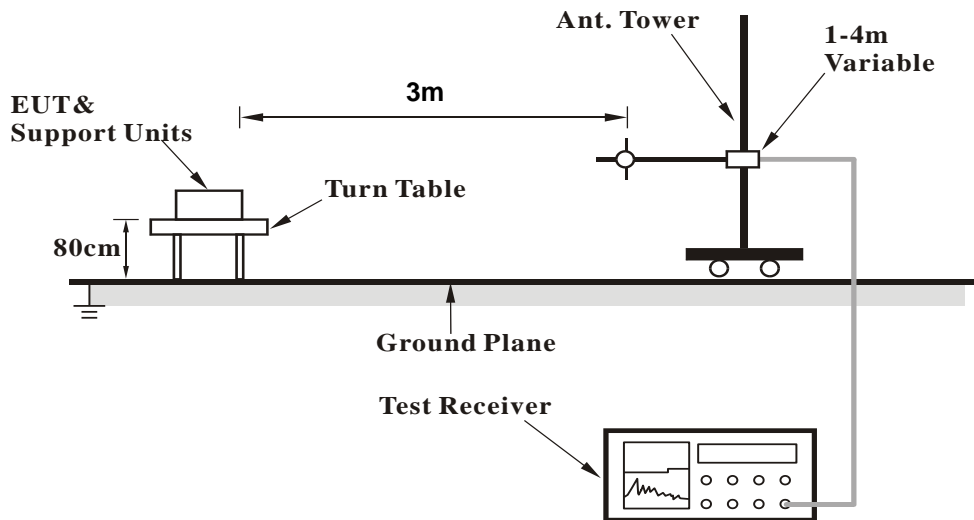 Ant. Tower
1-4m
Variable
3m
EUT&
Support Units
Turn Table
80cm
Ground Plane
Test Receiver